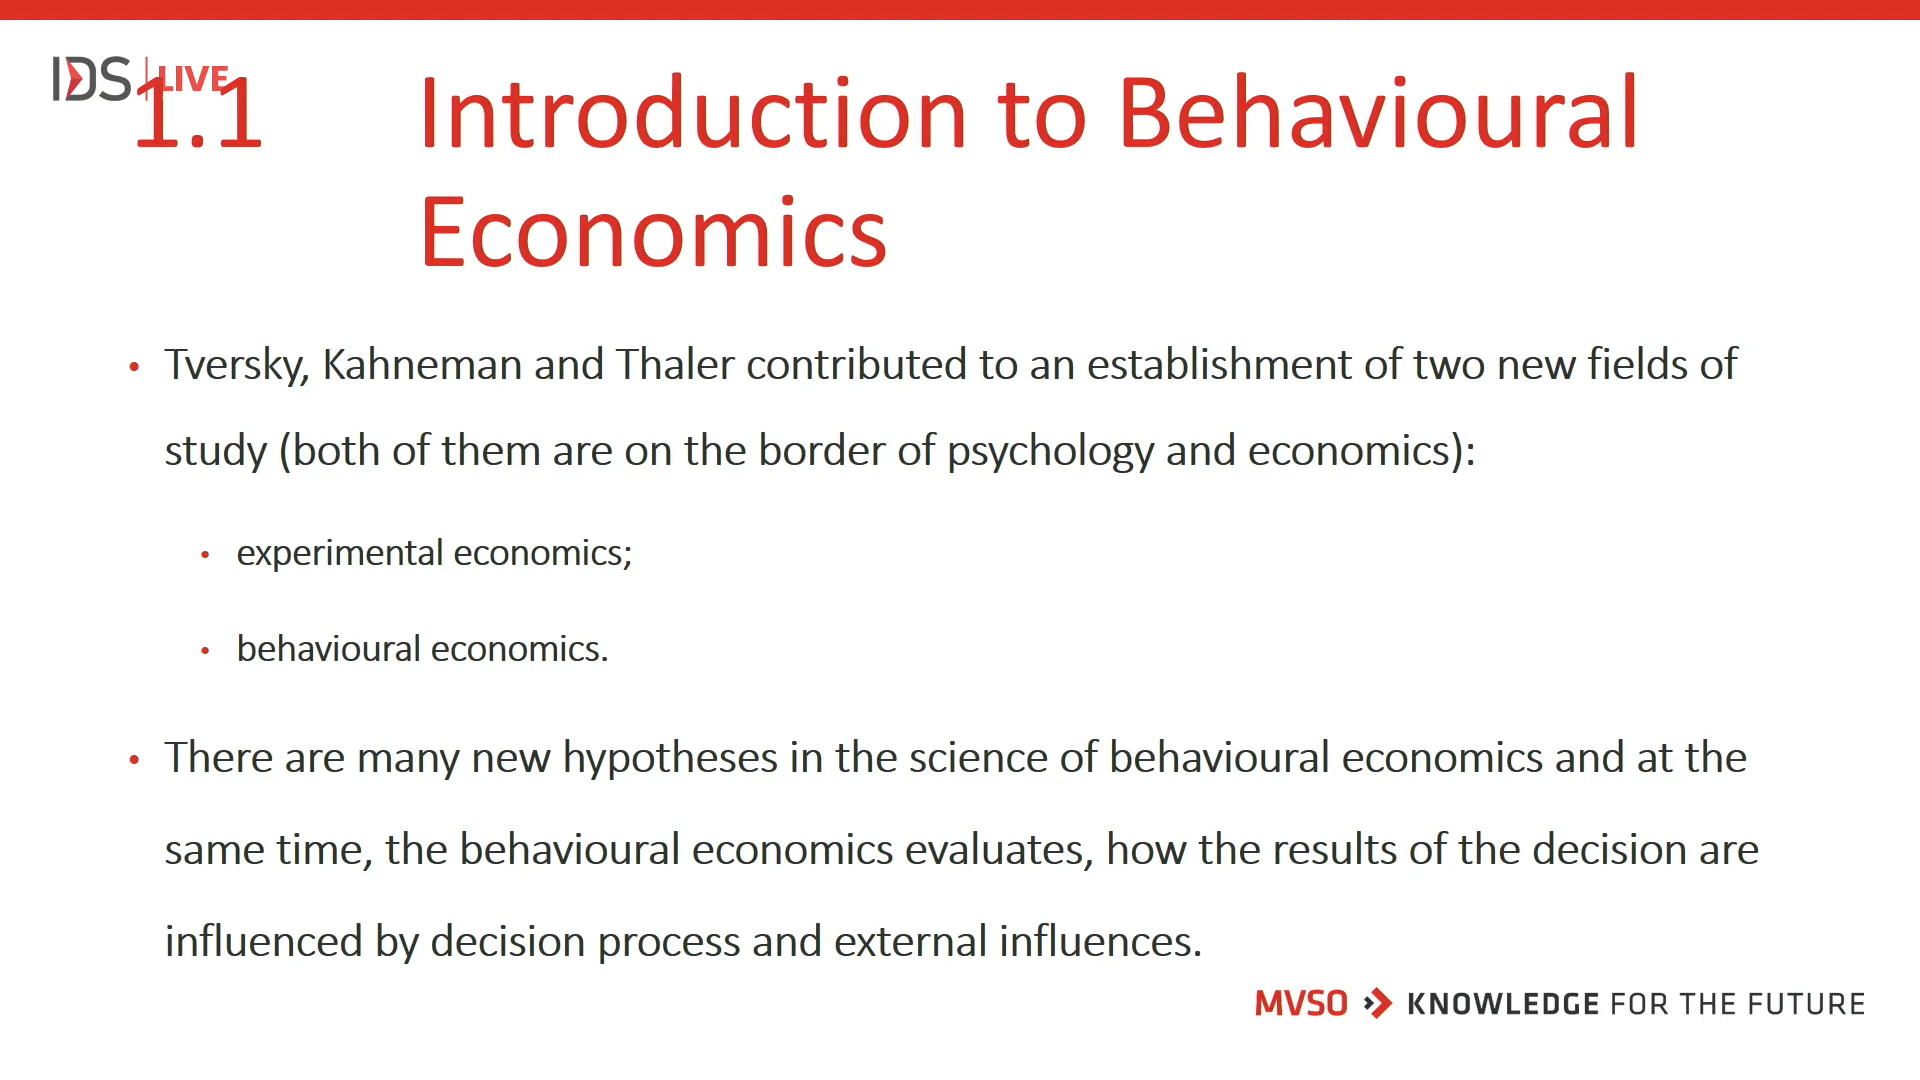 IDS LIVE
1.1 Introduction to Behavioural
Economics
• Tversky, Kahneman and Thaler contributed to an establishment of two new fields of
study (both of them are on the border of psychology and economics):
• experimental economics;
• behavioural economics.
• There are many new hypotheses in the science of behavioural economics and at the
same time, the behavioural economics evaluates, how the results of the decision are
influenced by decision process and external influences.
MVSO KNOWLEDGE FOR THE FUTURE